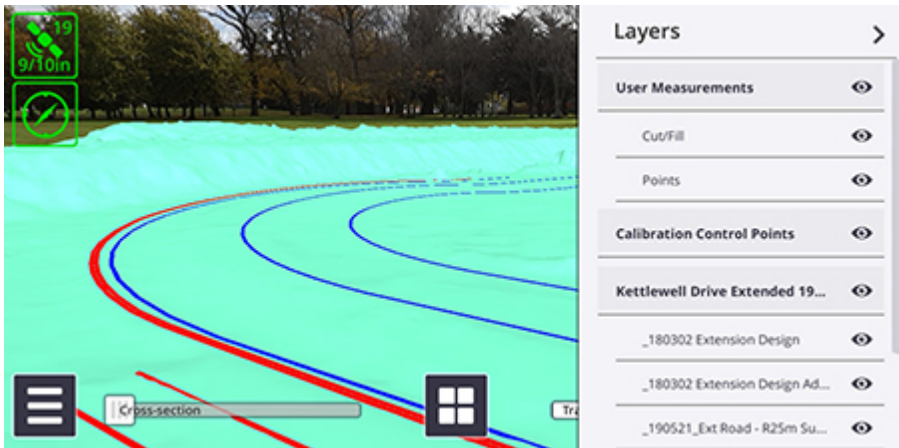 19
9/10in
Cross-section
Tra
Layers
User Measurements
Cut/Fill
Points
Calibration Control Points
Kettlewell Drive Extended 19...
_180302 Extension Design
_180302 Extension Design Ad...
_190521_Ext Road - R25m Su...